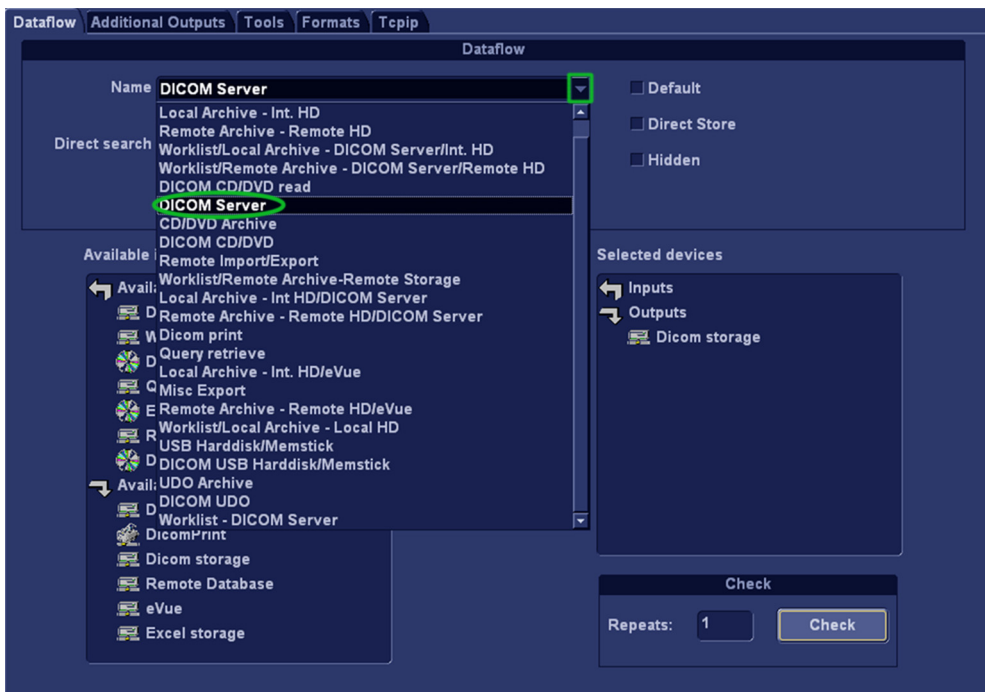 Dataflow Additional Outputs Tools Formats Tcpip
Dataflow
Name DICOM Server
Default
Direct Store
Hidden
Direct search
Local Archive - Int. HD
Remote Archive - Remote HD
Worklist/Local Archive - DICOM Server/Int. HD
Worklist/Remote Archive - DICOM Server/Remote HD
DICOM CD/DVD read
DICOM Server
CD/DVD Archive
DICOM CD/DVD
Remote Import/Export
Worklist/Remote Archive-Remote Storage
Local Archive - Int HD/DICOM Server
Remote Archive - Remote HD/DICOM Server
Dicom print
Query retrieve
Local Archive - Int. HD/eVue
Misc Export
Remote Archive - Remote HD/eVue
Worklist/Local Archive - Local HD
USB Harddisk/Memstick
DICOM USB Harddisk/Memstick
UDO Archive
DICOM UDO
Worklist - DICOM Server
Available
DicomPrint
Dicom storage
Remote Database
eVue
Excel storage
Selected devices
Inputs
Outputs
Dicom storage
Check
Repeats: 1 Check